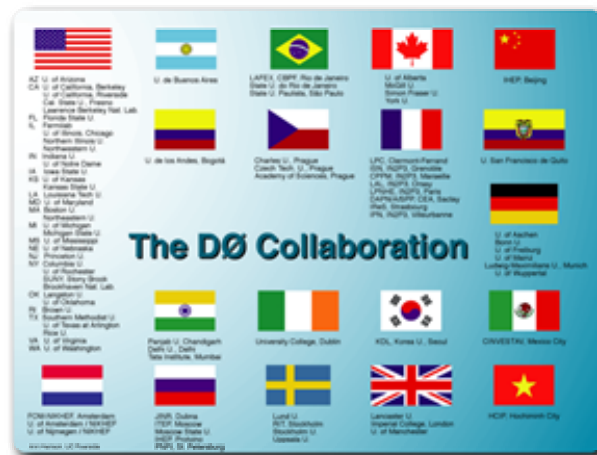 AZ U. of Arizona
CA U. of California, Berkeley
U. of California, Riverside
Cal. State U., Fresno
Lawrence Berkeley Nat. Lab
FL Florida State U.
IL Fermilab
U. of Illinois, Chicago
Northern Illinois U.
Northwestern U.
IN Indiana U.
U. of Notre Dame
IA Iowa State U.
KS U. of Kansas
Kansas State U.
LA Louisiana Tech U.
MD U. of Maryland
MA Boston U.
Northeastern U.
MI U. of Michigan
Michigan State U.
MS U. of Mississippi
NE U. of Nebraska
NJ Princeton U.
NY Columbia U.
U. of Rochester
SUNY, Stony Brook
Brookhaven Nat. Lab
OK Langston U.
U. of Oklahoma
RI Brown U.
TX Southern Methodist U.
U. of Texas at Arlington
Rice U.
VA U. of Virginia
WA U. of Washington
U. de Buenos Aires
LAFEX, CBPF, Rio de Janeiro
State U. do Rio de Janeiro
State U. Paulista, São Paulo
U. of Alberta
McGill U.
Simon Fraser U.
York U.
IHEP, Beijing
U. de los Andes, Bogotá
Charles U., Prague
Czech Tech. U., Prague
Academy of Sciences, Prague
LPC, Clermont-Ferrand
ISN, IN2P3, Grenoble
CPPM, IN2P3, Marseille
LAL, IN2P3, Orsay
LPNHE, IN2P3, Paris
DAPNIA/SPP, CEA, Saclay
IReS, Strasbourg
IPN, IN2P3, Villeurbanne
U. San Francisco de Quito
The DØ Collaboration
U. of Aachen
Bonn U.
U. of Freiburg
U. of Mainz
Ludwig-Maximilians U., Munich
U. of Wuppertal
Panjab U. Chandigarh
Delhi U., Delhi
Tata Institute, Mumbai
University College, Dublin
KDL, Korea U., Seoul
CINVESTAV, Mexico City
FOM-NIKHEF, Amsterdam
U. of Amsterdam / NIKHEF
U. of Nijmegen / NIKHEF
JINR, Dubna
ITEP, Moscow
Moscow State U.
IHEP, Protvino
PNPI, St. Petersburg
Lund U.
RIT, Stockholm
Stockholm U.
Uppsala U.
Lancaster U.
Imperial College, London
U. of Manchester
HCIP, Hochiminh City